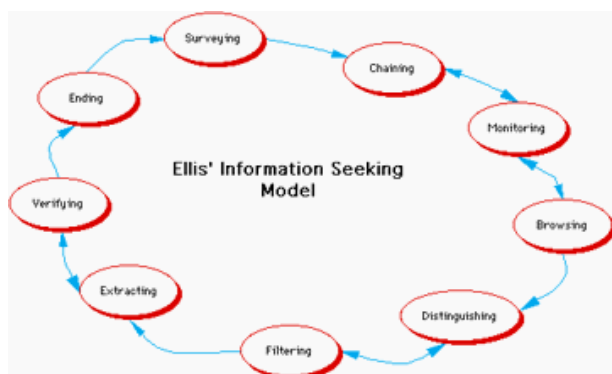 Surveying
Chaining
Ending
Monitoring
Ellis' Information Seeking
Model
Verifying
Browsing
Extracting
Distinguishing
Filtering